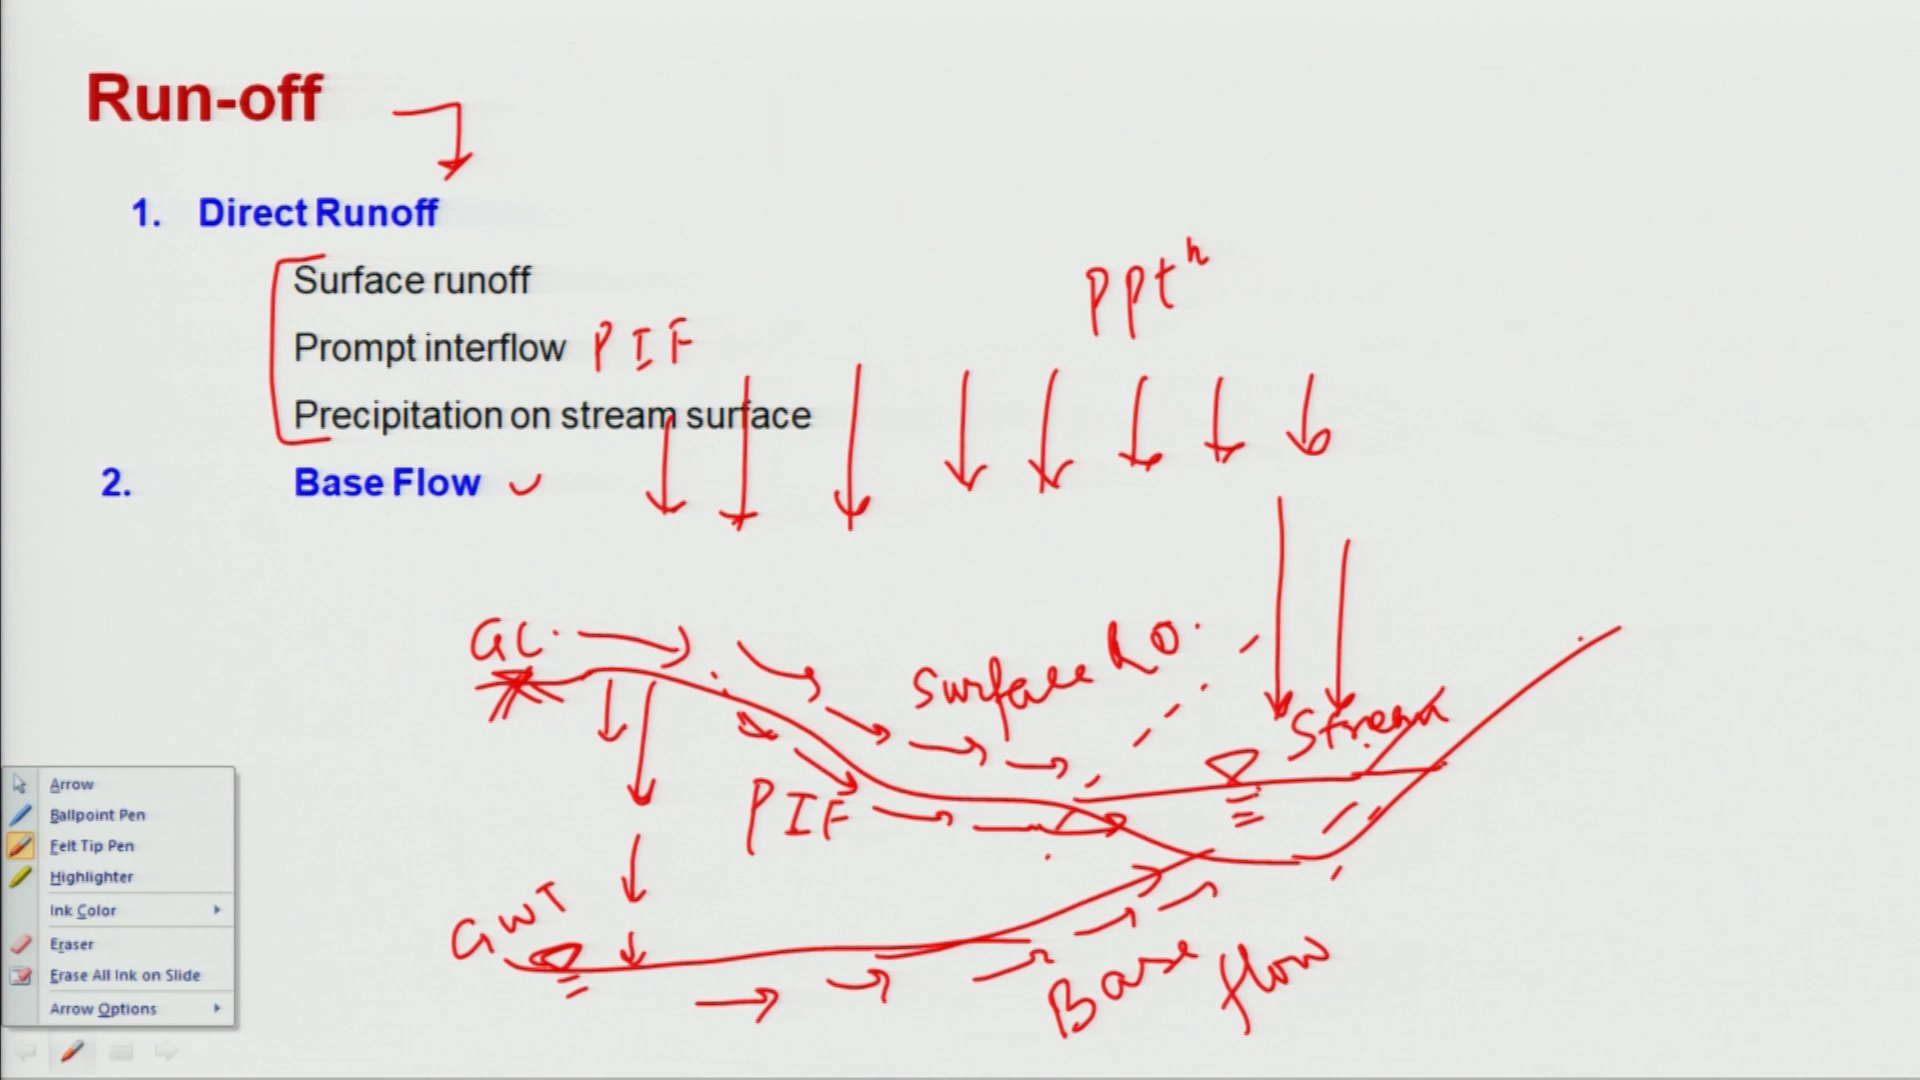 Run-off
1. Direct Runoff
Surface runoff
Prompt interflow PIF
Precipitation on stream surface
2. Base Flow
pptn
GL
Surface RO
Stream
PIF
GWT
Base flow
Arrow
Ballpoint Pen
Felt Tip Pen
Highlighter
Ink Color
Eraser
Erase All Ink on Slide
Arrow Options